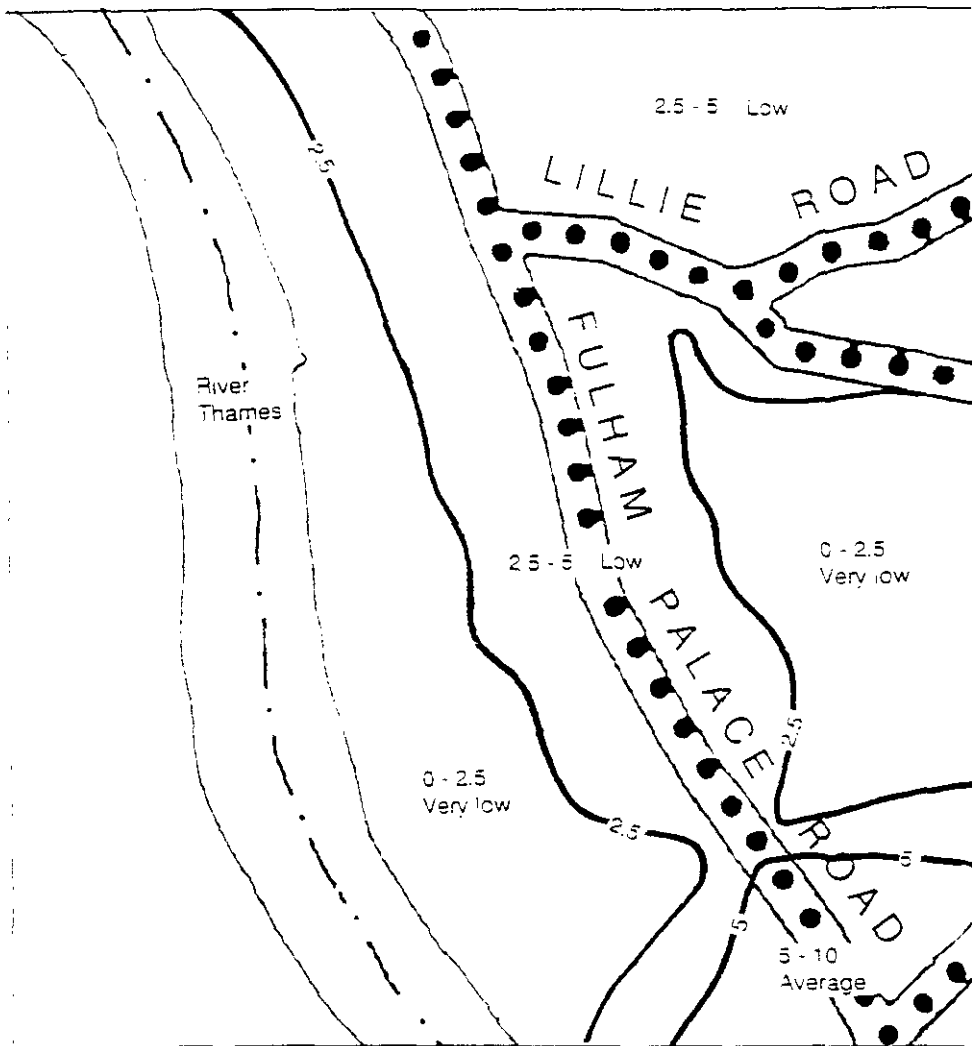 2.5 - 5 Low
LILLIE ROAD
2.5
River
Thames
FULHAM PALACE ROAD
0 - 2.5
Very low
2.5 - 5 Low
2.5
0 - 2.5
Very low
2.5
5
5
5 - 10
Average